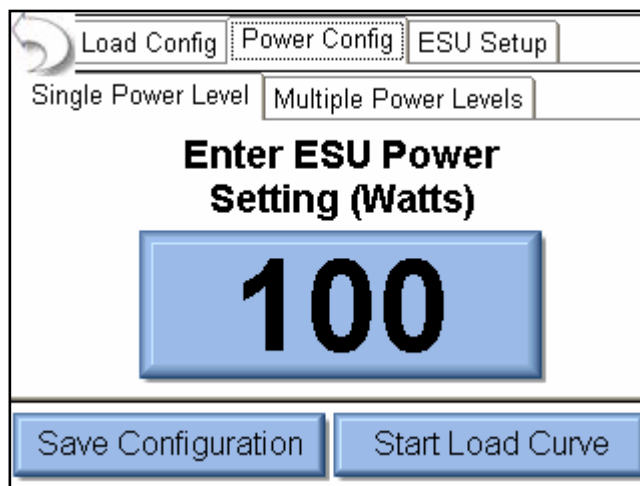 Load Config Power Config ESU Setup
Single Power Level Multiple Power Levels
Enter ESU Power
Setting (Watts)
100
Save Configuration Start Load Curve